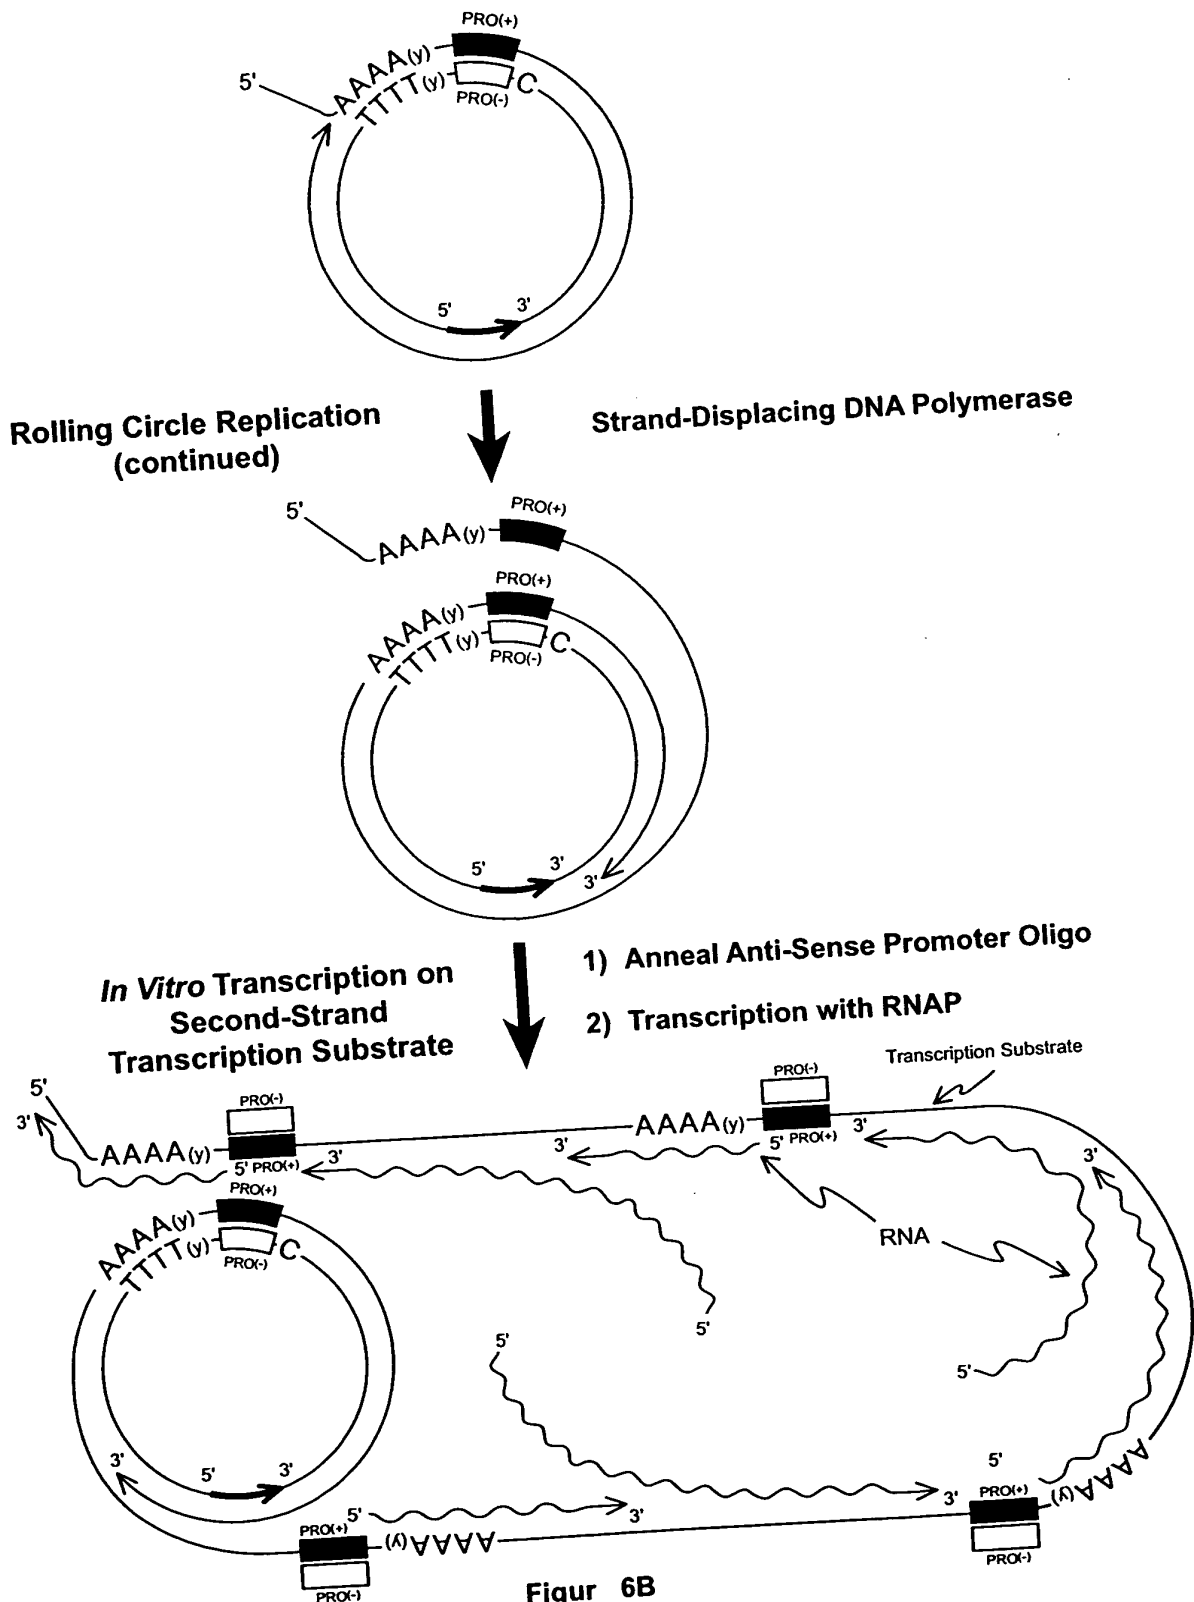 PRO(+)
5' AAAA(y)
TTTT(y) C
PRO(-)
5' 3'
Rolling Circle Replication
(continued)
Strand-Displacing DNA Polymerase
5' AAAA(y) PRO(+)
PRO(+)
AAAA(y)
TTTT(y) C
PRO(-)
5' 3' 3'
In Vitro Transcription on
Second-Strand
Transcription Substrate
1) Anneal Anti-Sense Promoter Oligo
2) Transcription with RNAP
Transcription Substrate
5' PRO(-) PRO(-)
3'
AAAA(y) AAAA(y)
5' PRO(+) 3' 3' 5' PRO(+) 3' 3'
PRO(+)
AAAA(y)
TTTT(y) C
PRO(-)
RNA
5'
5'
5'
3' 5' 3'
5'
AAAA(y)
PRO(+)
3'
5' 3'
PRO(+)
AAAA(y)
PRO(-)
PRO(-)
Figur 6B